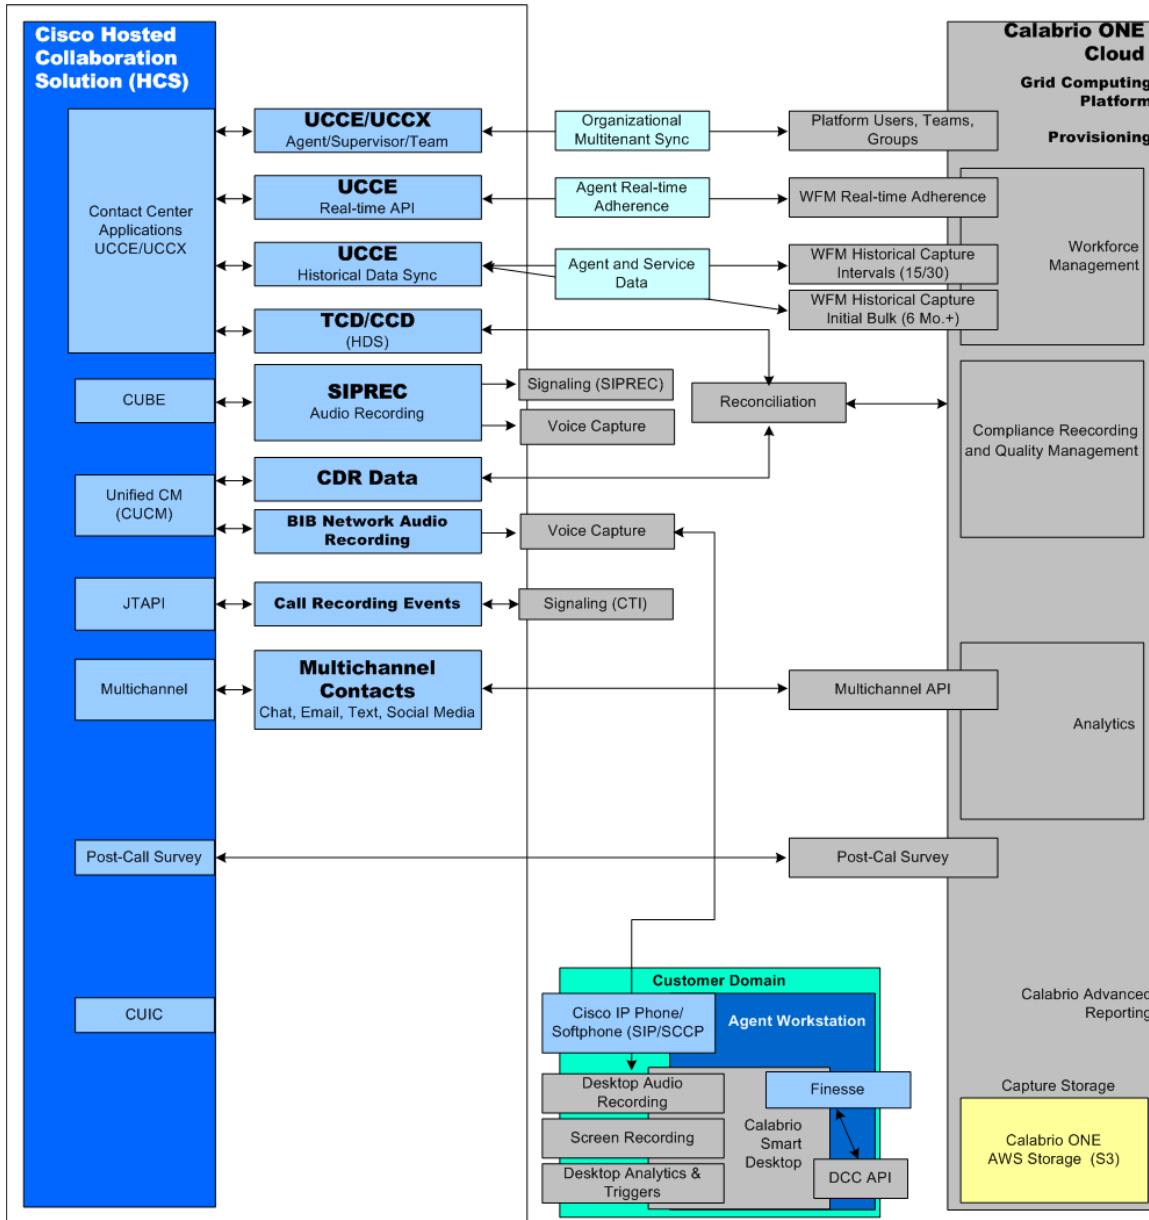 Cisco Hosted
Collaboration
Solution (HCS)
Calabrio ONE
Cloud
Grid Computing
Platform
Provisioning
UCCE/UCCX
Agent/Supervisor/Team
Organizational
Multitenant Sync
Platform Users, Teams,
Groups
Contact Center
Applications
UCCE/UCCX
UCCE
Real-time API
Agent Real-time
Adherence
WFM Real-time Adherence
UCCE
Historical Data Sync
Agent and Service
Data
WFM Historical Capture
Intervals (15/30)
WFM Historical Capture
Initial Bulk (6 Mo.+)
Workforce
Management
TCD/CCD
(HDS)
CUBE
SIPREC
Audio Recording
Signaling (SIPREC)
Voice Capture
Reconciliation
Compliance Reecording
and Quality Management
Unified CM
(CUCM)
CDR Data
BIB Network Audio
Recording
Voice Capture
JTAPI
Call Recording Events
Signaling (CTI)
Multichannel
Multichannel
Contacts
Chat, Email, Text, Social Media
Multichannel API
Analytics
Post-Call Survey
Post-Cal Survey
CUIC
Customer Domain
Cisco IP Phone/
Softphone (SIP/SCCP
Agent Workstation
Desktop Audio
Recording
Screen Recording
Desktop Analytics &
Triggers
Calabrio
Smart
Desktop
Finesse
DCC API
Calabrio Advanced
Reporting
Capture Storage
Calabrio ONE
AWS Storage (S3)